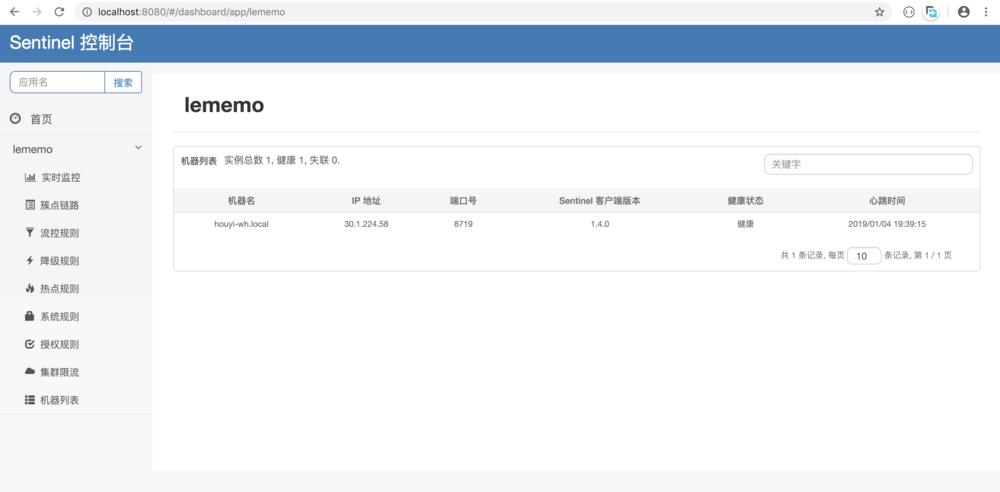 localhost:8080/#/dashboard/app/lememo
Sentinel 控制台
应用名 搜索
首页
lememo
实时监控
簇点链路
流控规则
降级规则
热点规则
系统规则
授权规则
集群限流
机器列表
lememo
机器列表 实例总数 1, 健康 1, 失联 0.
关键字
机器名 IP 地址 端口号 Sentinel 客户端版本 健康状态 心跳时间
houyi-wh.local 30.1.224.58 8719 1.4.0 健康 2019/01/04 19:39:15
共 1 条记录, 每页 10 条记录, 第 1 / 1 页